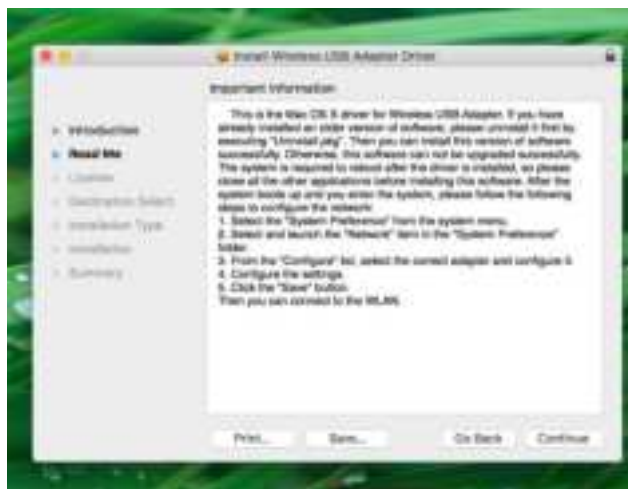 Install Wireless USB Adapter Driver
Important Information
Introduction
Read Me
License
Destination Select
Installation Type
Installation
Summary
This is the Mac OS X driver for Wireless USB Adapter. If you have
already installed an older version of software, please uninstall it first by
executing "Uninstall.pkg". Then you can install this version of software
successfully. Otherwise, this software can not be upgraded successfully.
The system is required to reboot after the driver is installed, so please
close all the other applications before installing this software. After the
system boots up and you enter the system, please follow the following
steps to configure the network:
1. Select the "System Preference" from the system menu.
2. Select and launch the "Network" item in the "System Preference"
folder.
3. From the "Configure" list, select the correct adapter and configure it.
4. Configure the settings.
5. Click the "Save" button.
Then you can connect to the WLAN.
Print...
Save...
Go Back
Continue